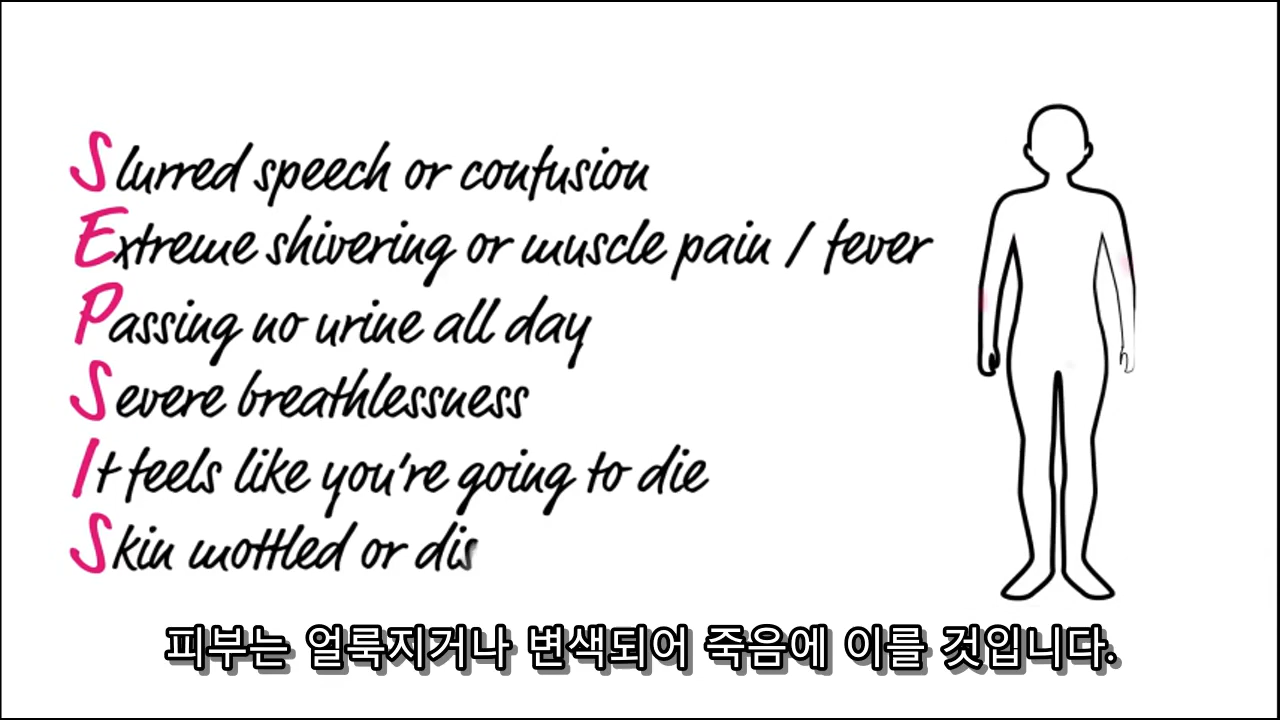 Slurred speech or confusion
Extreme shivering or muscle pain / fever
Passing no urine all day
Severe breathlessness
It feels like you're going to die
Skin mottled or dis
피부는 얼룩지거나 변색되어 죽음에 이를 것입니다.